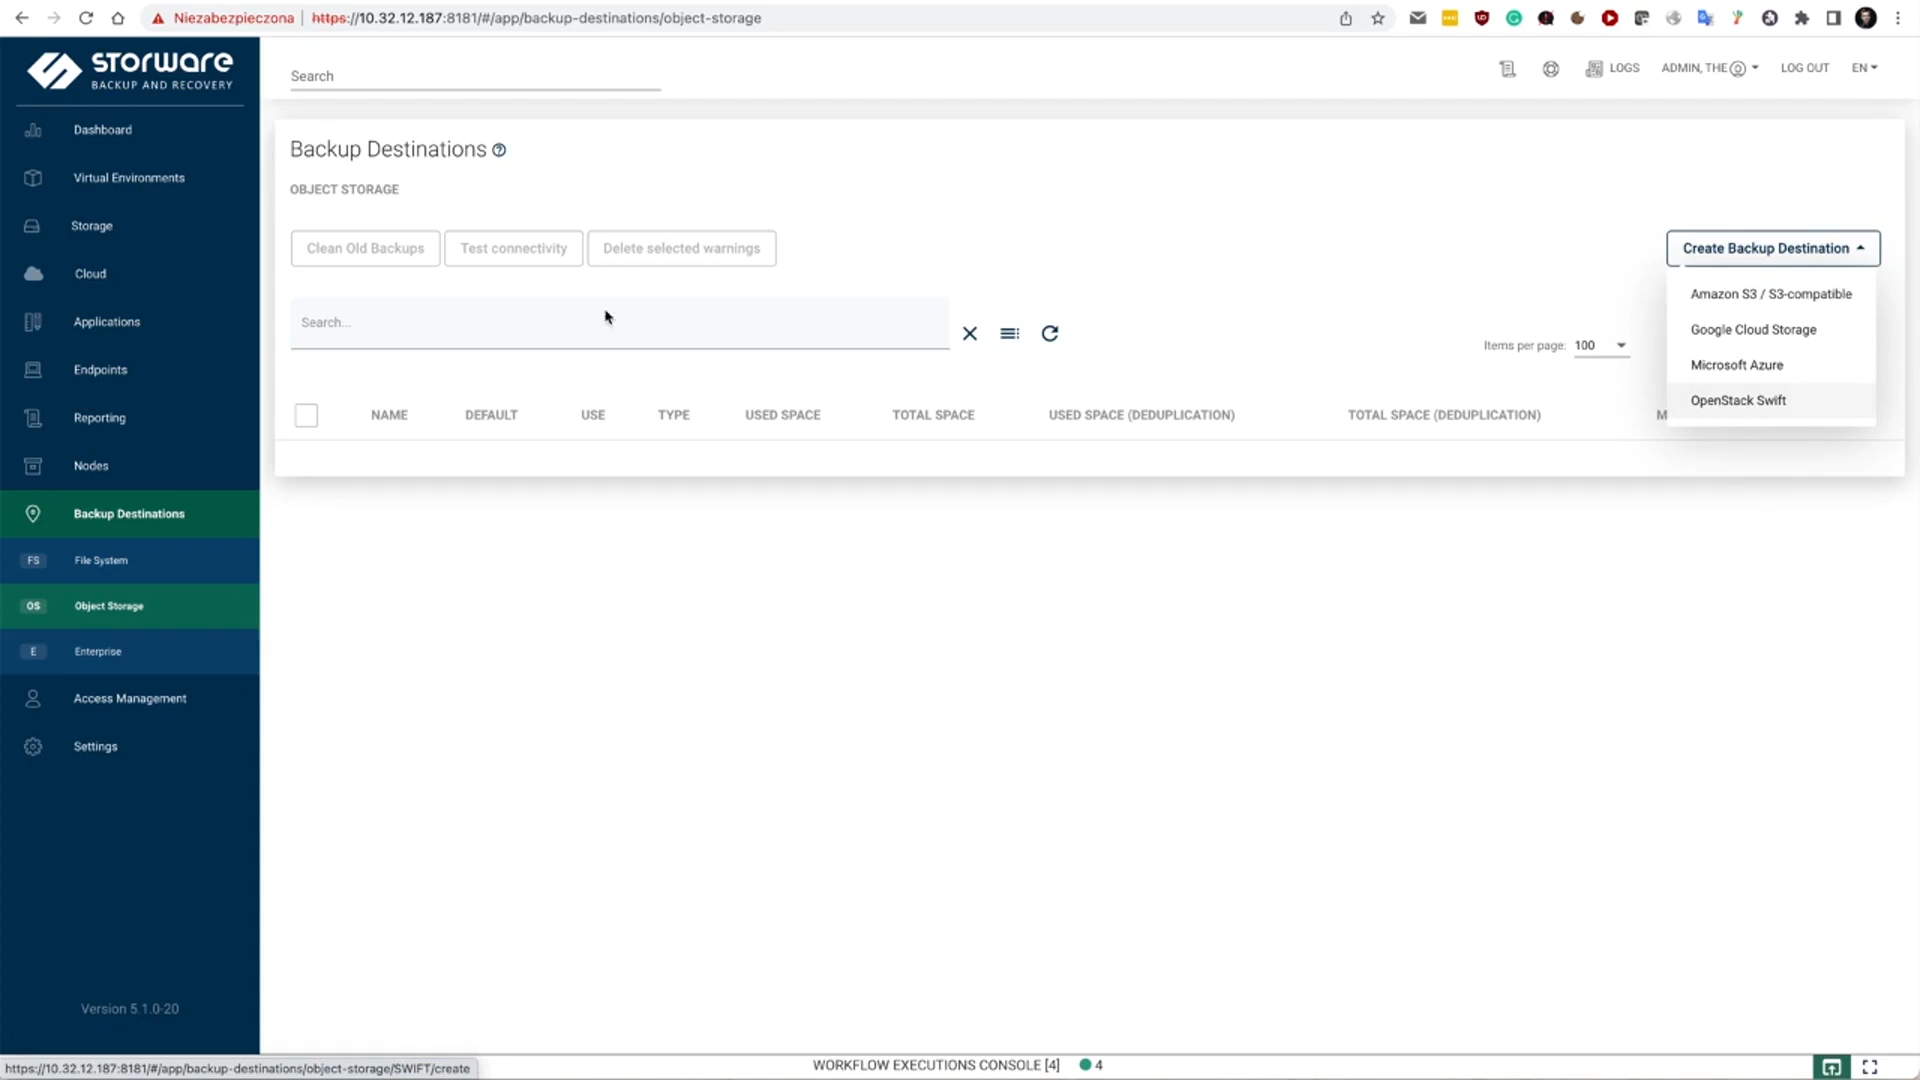 Niezabezpieczona https://10.32.12.187:8181/#/app/backup-destinations/object-storage
STORWARE
BACKUP AND RECOVERY
Search
LOGS ADMIN, THE LOG OUT EN
Dashboard
Virtual Environments
Storage
Cloud
Applications
Endpoints
Reporting
Nodes
Backup Destinations
FS File System
OS Object Storage
E Enterprise
Access Management
Settings
Version 5.1.0-20
Backup Destinations
OBJECT STORAGE
Clean Old Backups Test connectivity Delete selected warnings
Create Backup Destination
Amazon S3 / S3-compatible
Google Cloud Storage
Microsoft Azure
OpenStack Swift
Search...
Items per page: 100
NAME DEFAULT USE TYPE USED SPACE TOTAL SPACE USED SPACE (DEDUPLICATION) TOTAL SPACE (DEDUPLICATION) M
https://10.32.12.187:8181/#/app/backup-destinations/object-storage/SWIFT/create
WORKFLOW EXECUTIONS CONSOLE [4] 4